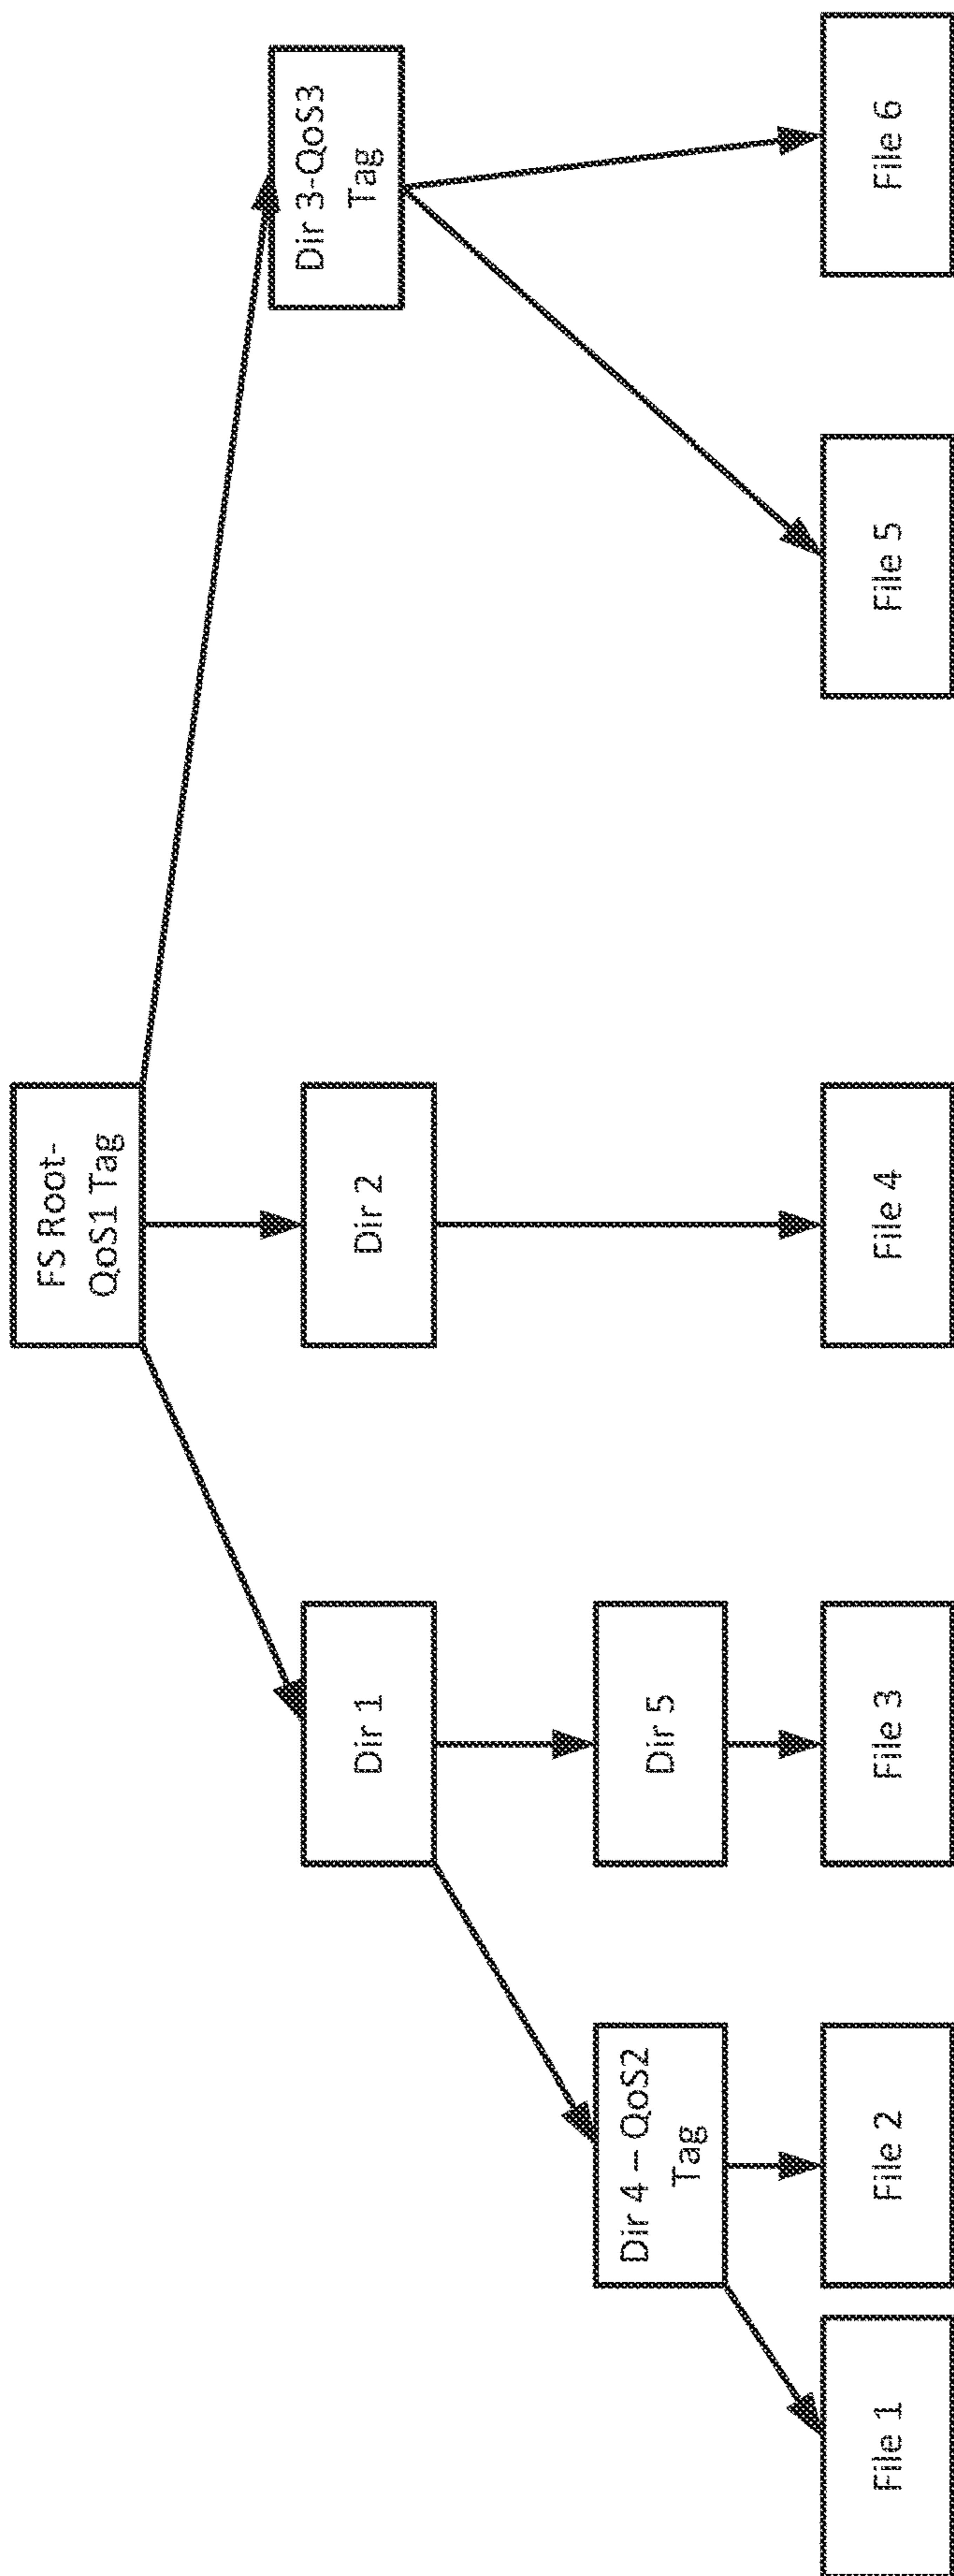 FS Root-
QoS1 Tag
Dir 1
Dir 2
Dir 3-QoS3
Tag
Dir 4 – QoS2
Tag
Dir 5
File 1
File 2
File 3
File 4
File 5
File 6